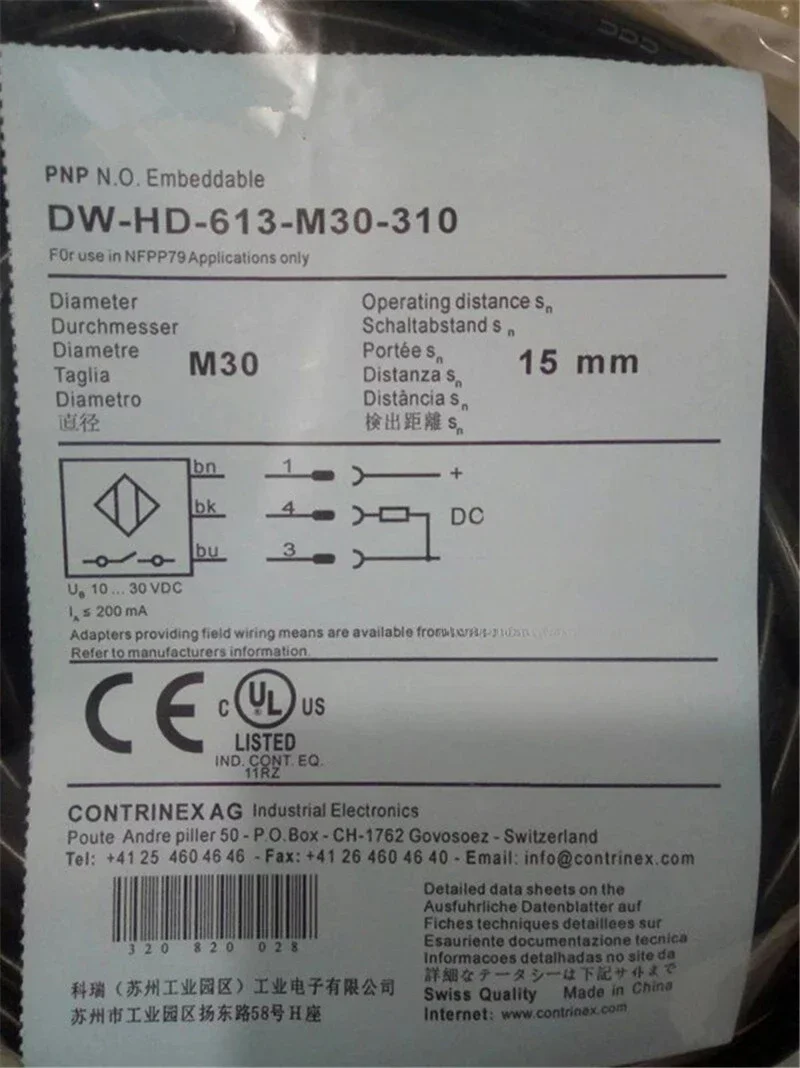 PNP N.O. Embeddable
DW-HD-613-M30-310
F0r use in NFPP79 Applications only
Diameter
Durchmesser
Diametre
Taglia
Diametro
直径
M30
Operating distance sn
Schaltabstand sn
Portée sn
Distanza sn
Distância sn
検出距離 sn
15 mm
bn 1 +
bk 4 DC
bu 3
UB 10 ... 30 VDC
IA ≤ 200 mA
Adapters providing field wiring means are available from
Refer to manufacturers information.
CE
C UL ® US
LISTED
IND. CONT. EQ.
11RZ
CONTRINEX AG Industrial Electronics
Poute Andre piller 50 - P.O. Box - CH-1762 Govosoez - Switzerland
Tel: +41 25 460 46 46 - Fax: +41 26 460 46 40 - Email: info@contrinex.com
320 820 028
科瑞（苏州工业园区）工业电子有限公司
苏州市工业园区扬东路58号H座
Detailed data sheets on the
Ausfuhrliche Datenblatter auf
Fiches techniques detaillees sur
Esauriente documentazione tecnica
Informacoes detalhadas no site da
詳細なテータシーは下記サイトまで
Swiss Quality Made in China
Internet: www.contrinex.com